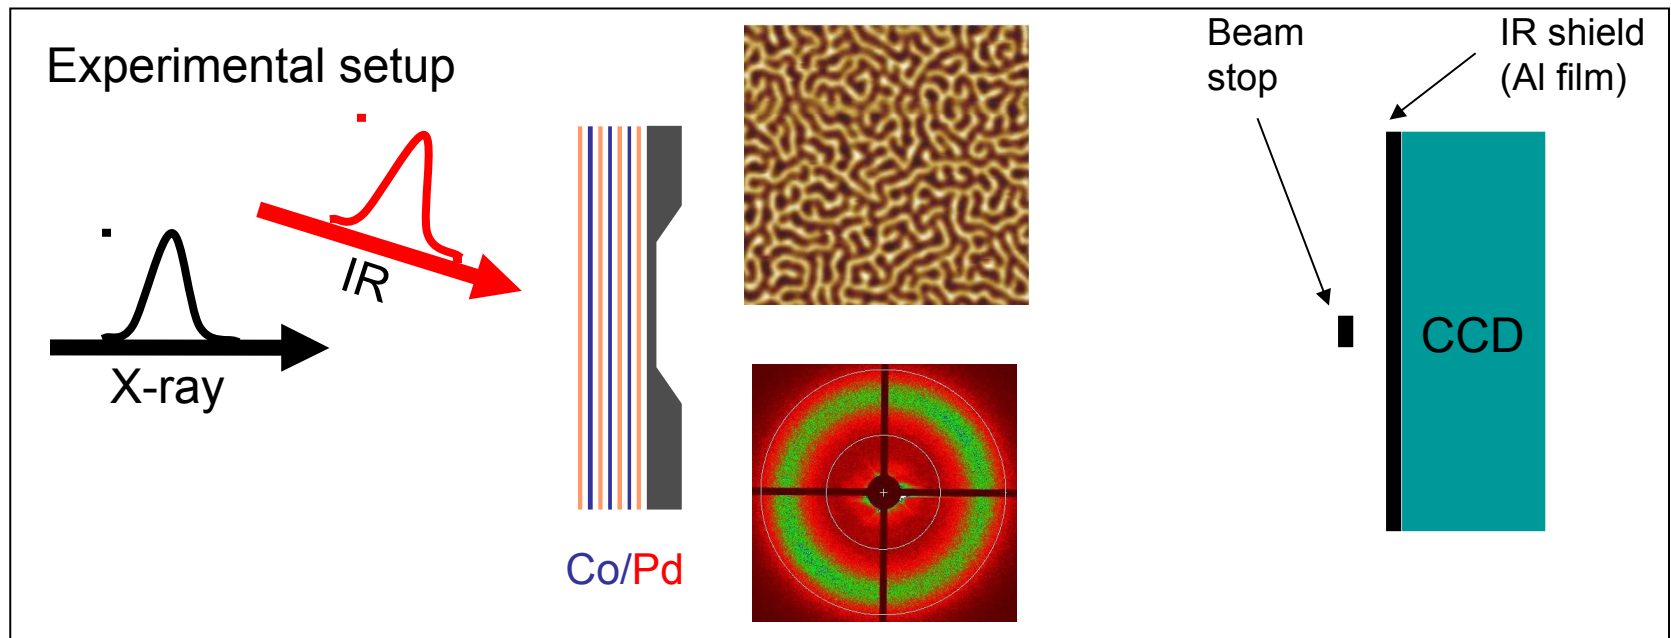 Experimental setup
IR
X-ray
Co/Pd
Beam
stop
IR shield
(Al film)
CCD